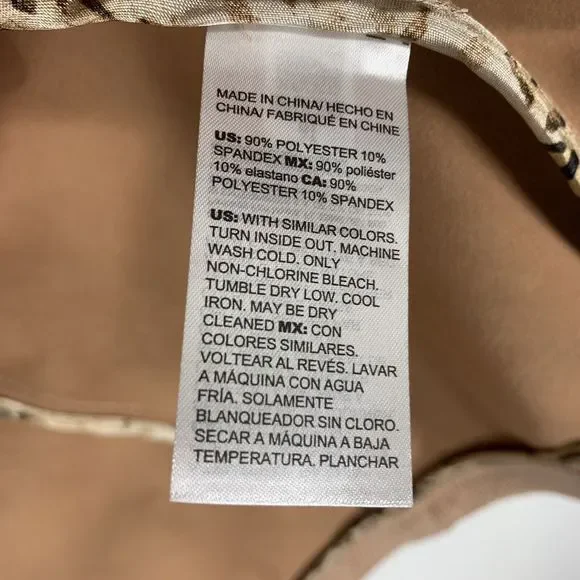 MADE IN CHINA/ HECHO EN
CHINA/ FABRIQUÉ EN CHINE
US: 90% POLYESTER 10%
SPANDEX MX: 90% poliéster
10% elastano CA: 90%
POLYESTER 10% SPANDEX
US: WITH SIMILAR COLORS.
TURN INSIDE OUT. MACHINE
WASH COLD. ONLY
NON-CHLORINE BLEACH.
TUMBLE DRY LOW. COOL
IRON. MAY BE DRY
CLEANED MX: CON
COLORES SIMILARES.
VOLTEAR AL REVÉS. LAVAR
A MÁQUINA CON AGUA
FRÍA. SOLAMENTE
BLANQUEADOR SIN CLORO.
SECAR A MÁQUINA A BAJA
TEMPERATURA. PLANCHAR